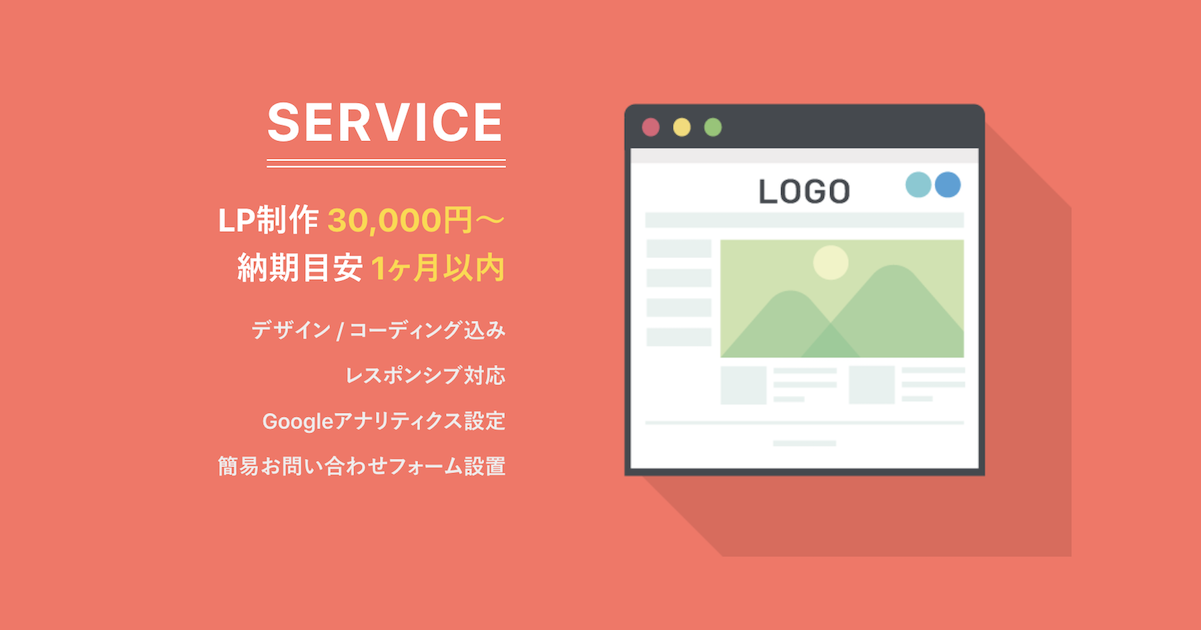 SERVICE
LP制作 30,000円〜
納期目安 1ヶ月以内
デザイン / コーディング込み
レスポンシブ対応
Googleアナリティクス設定
簡易お問い合わせフォーム設置
LOGO